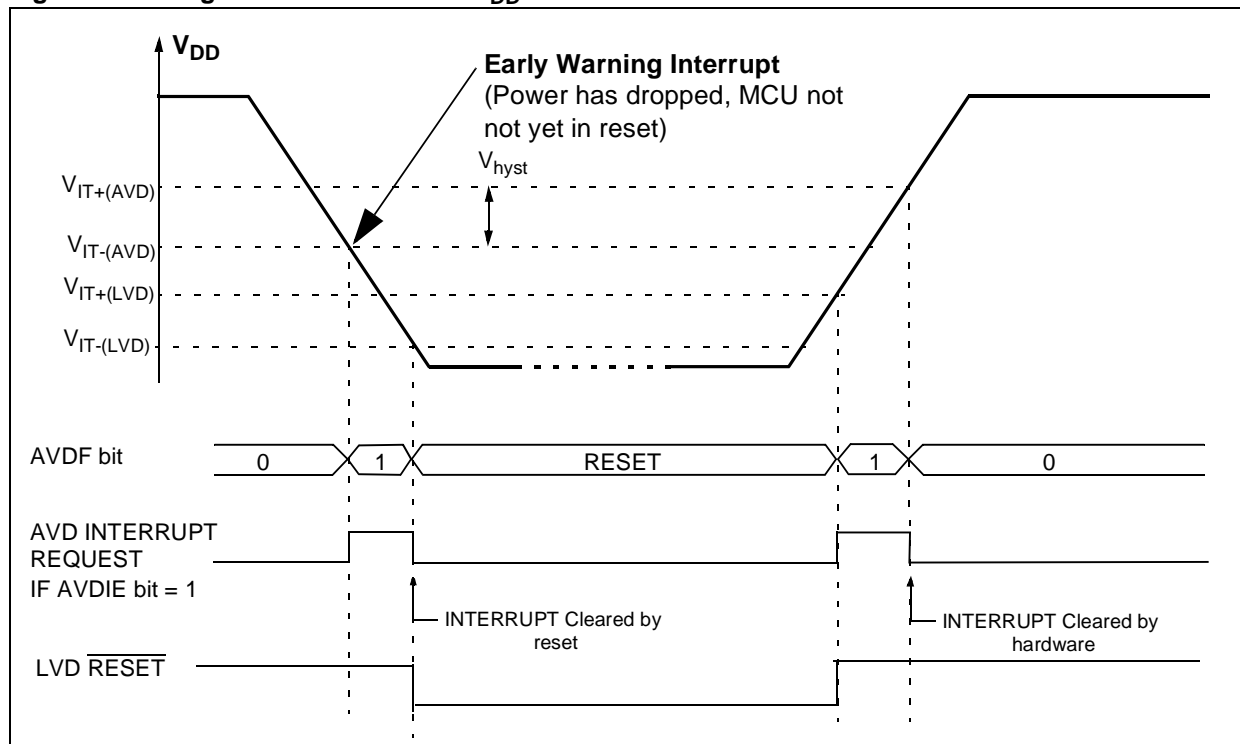 V_DD
Early Warning Interrupt
(Power has dropped, MCU not
not yet in reset)
V_hyst
V_IT+(AVD)
V_IT-(AVD)
V_IT+(LVD)
V_IT-(LVD)
AVDF bit
0
1
RESET
1
0
AVD INTERRUPT
REQUEST
IF AVDIE bit = 1
INTERRUPT Cleared by
reset
INTERRUPT Cleared by
hardware
LVD RESET